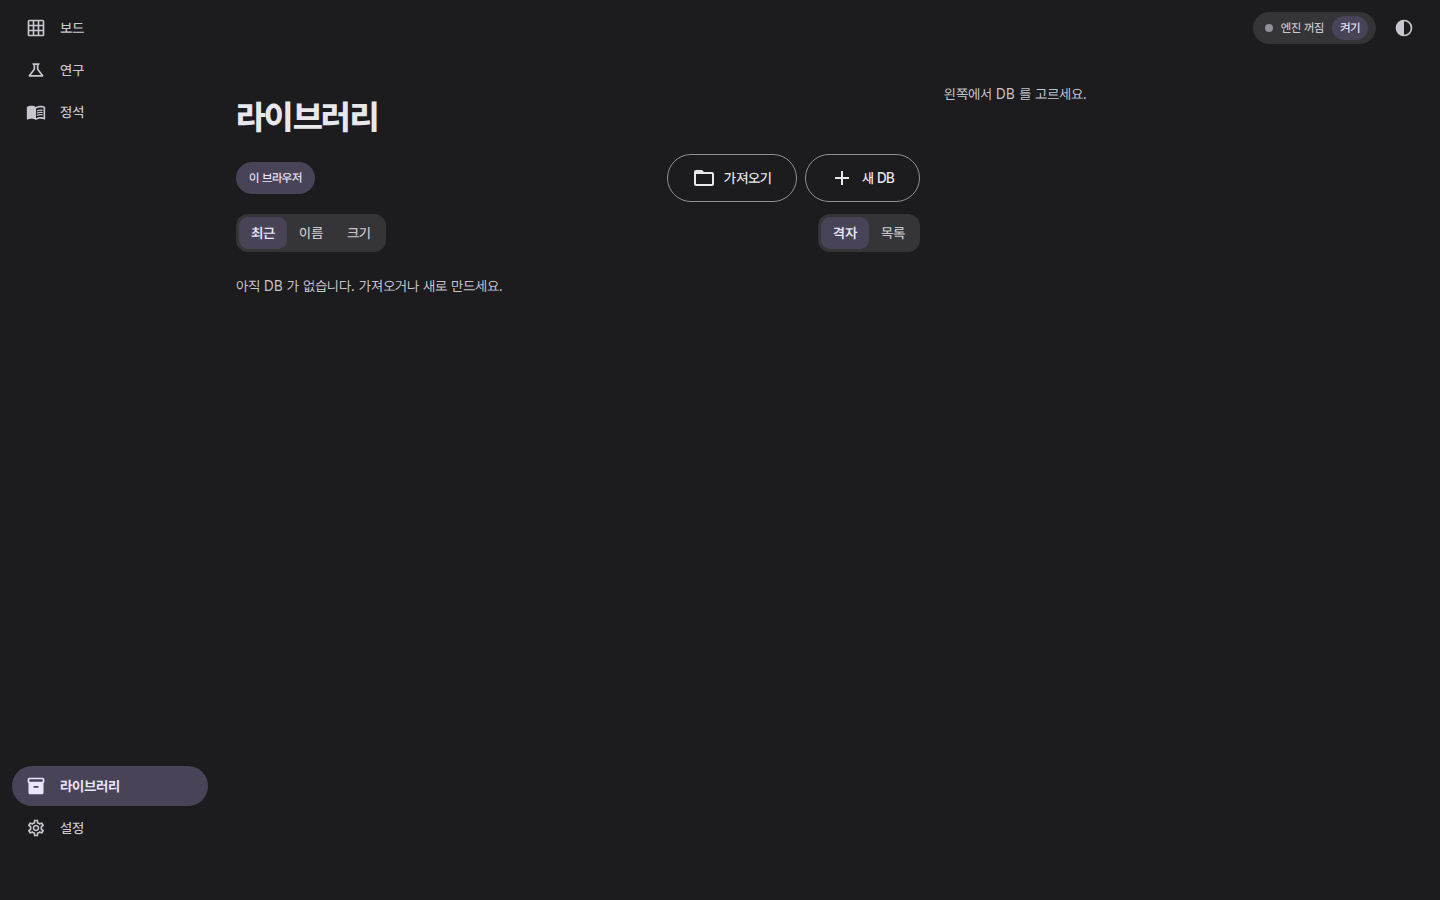 보드
연구
정석
엔진 꺼짐
켜기
라이브러리
왼쪽에서 DB 를 고르세요.
이 브라우저
가져오기
새 DB
최근
이름
크기
격자
목록
아직 DB 가 없습니다. 가져오거나 새로 만드세요.
라이브러리
설정